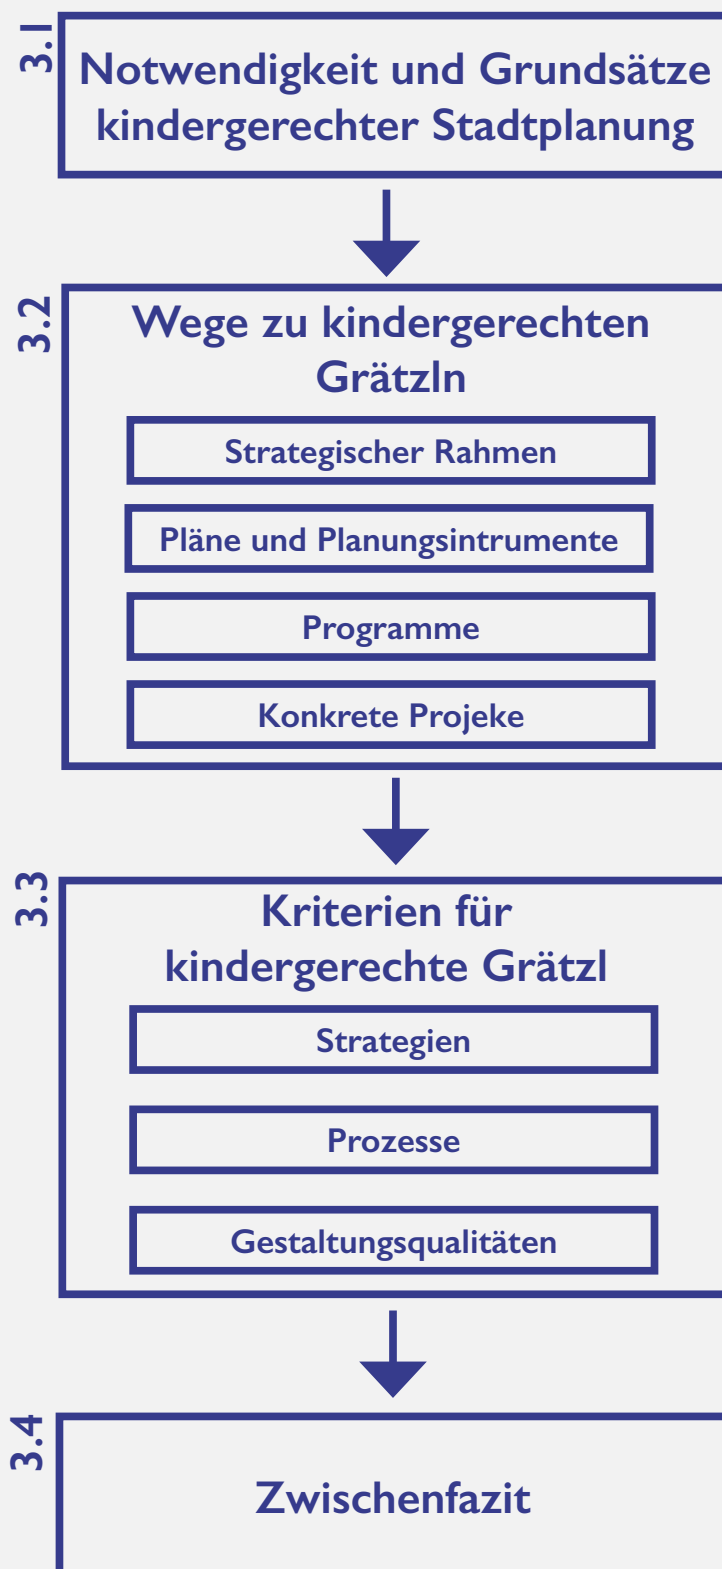 3.1
Notwendigkeit und Grundsätze
kindergerechter Stadtplanung
3.2
Wege zu kindergerechten
Grätzln
Strategischer Rahmen
Pläne und Planungsintrumente
Programme
Konkrete Projeke
3.3
Kriterien für
kindergerechte Grätzl
Strategien
Prozesse
Gestaltungsqualitäten
3.4
Zwischenfazit